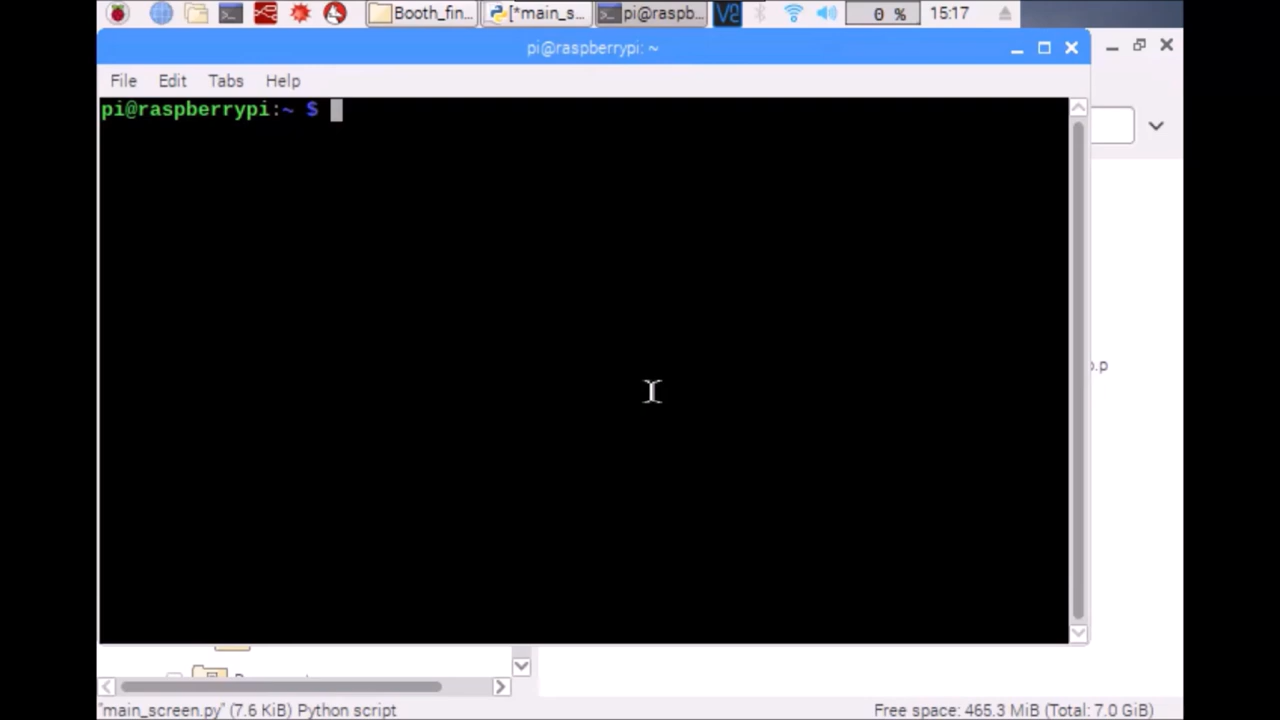 Booth_fin... [*main_s... pi@raspb... V2 0 % 15:17
pi@raspberrypi: ~
File Edit Tabs Help
pi@raspberrypi:~ $
.p
"main_screen.py" (7.6 KiB) Python script Free space: 465.3 MiB (Total: 7.0 GiB)